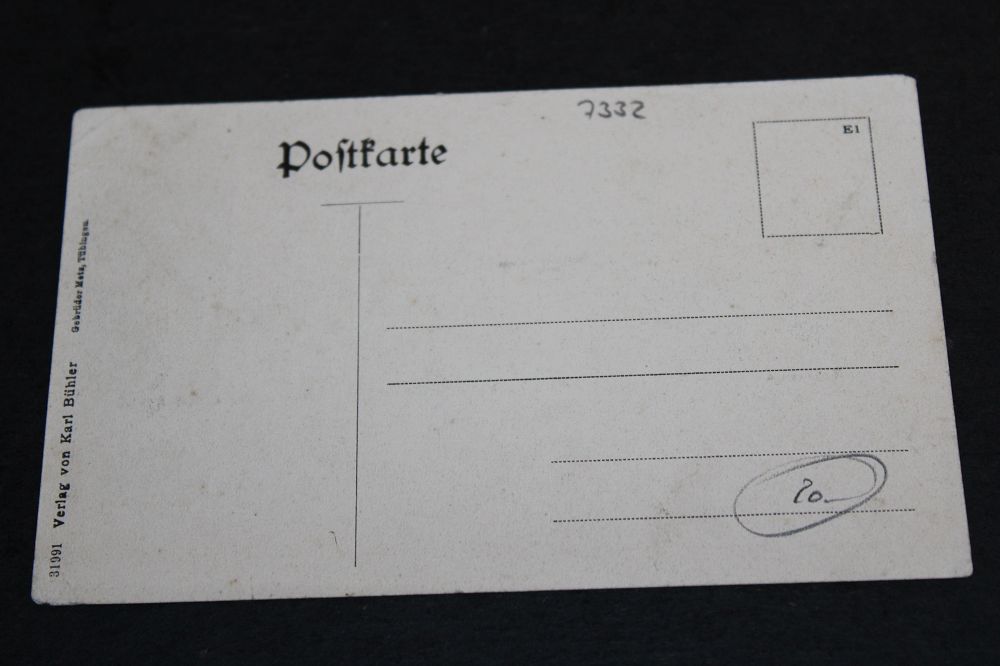 7332
Postkarte
E1
20.-
31991 Verlag von Karl Bühler Gebrüder Metz, Tübingen.